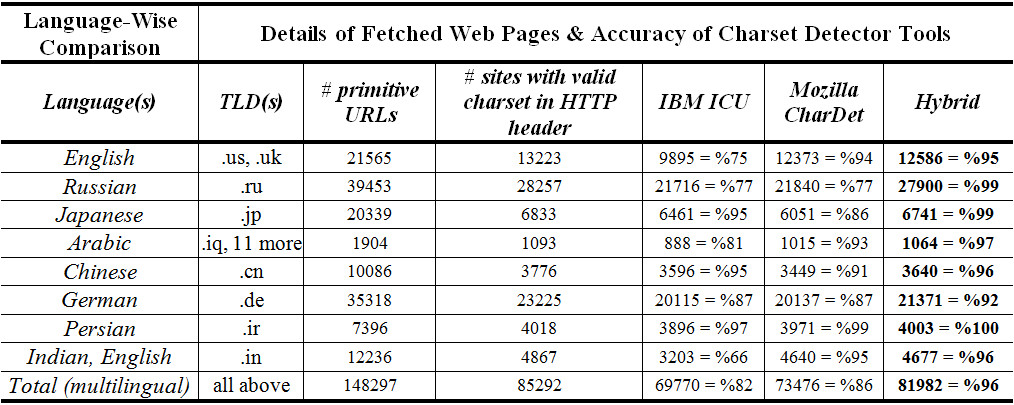 Language-Wise Comparison | Details of Fetched Web Pages & Accuracy of Charset Detector Tools
Language(s) | TLD(s) | # primitive URLs | # sites with valid charset in HTTP header | IBM ICU | Mozilla CharDet | Hybrid
English | .us, .uk | 21565 | 13223 | 9895 = %75 | 12373 = %94 | 12586 = %95
Russian | .ru | 39453 | 28257 | 21716 = %77 | 21840 = %77 | 27900 = %99
Japanese | .jp | 20339 | 6833 | 6461 = %95 | 6051 = %86 | 6741 = %99
Arabic | .iq, 11 more | 1904 | 1093 | 888 = %81 | 1015 = %93 | 1064 = %97
Chinese | .cn | 10086 | 3776 | 3596 = %95 | 3449 = %91 | 3640 = %96
German | .de | 35318 | 23225 | 20115 = %87 | 20137 = %87 | 21371 = %92
Persian | .ir | 7396 | 4018 | 3896 = %97 | 3971 = %99 | 4003 = %100
Indian, English | .in | 12236 | 4867 | 3203 = %66 | 4640 = %95 | 4677 = %96
Total (multilingual) | all above | 148297 | 85292 | 69770 = %82 | 73476 = %86 | 81982 = %96